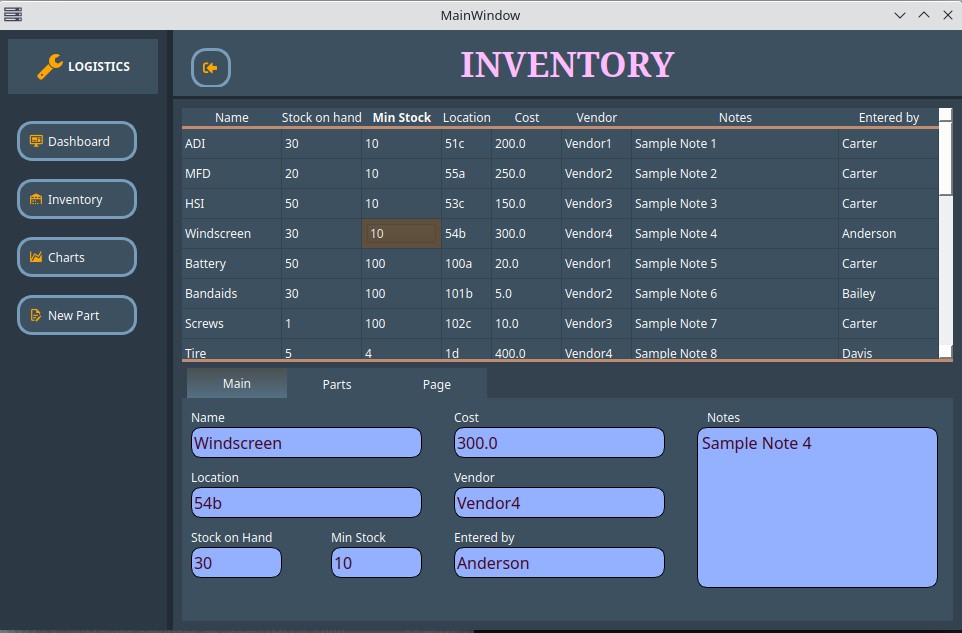 MainWindow
LOGISTICS
Dashboard
Inventory
Charts
New Part
INVENTORY
Name Stock on hand Min Stock Location Cost Vendor Notes Entered by
ADI 30 10 51c 200.0 Vendor1 Sample Note 1 Carter
MFD 20 10 55a 250.0 Vendor2 Sample Note 2 Carter
HSI 50 10 53c 150.0 Vendor3 Sample Note 3 Carter
Windscreen 30 10 54b 300.0 Vendor4 Sample Note 4 Anderson
Battery 50 100 100a 20.0 Vendor1 Sample Note 5 Carter
Bandaids 30 100 101b 5.0 Vendor2 Sample Note 6 Bailey
Screws 1 100 102c 10.0 Vendor3 Sample Note 7 Carter
Tire 5 4 1d 400.0 Vendor4 Sample Note 8 Davis
Main Parts Page
Name Cost Notes
Windscreen 300.0 Sample Note 4
Location Vendor
54b Vendor4
Stock on Hand Min Stock Entered by
30 10 Anderson